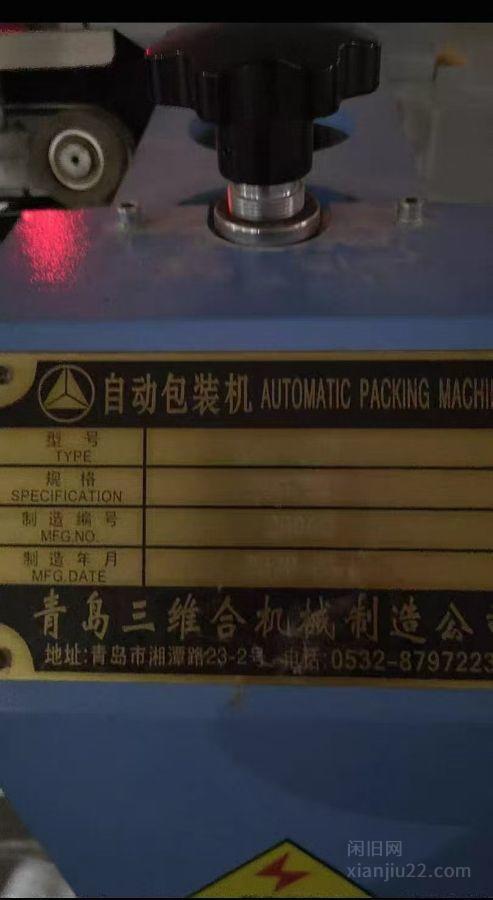 自动包装机 AUTOMATIC PACKING MACHI
型 号
TYPE
规 格
SPECIFICATION
制 造 编 号
MFG.NO.
制 造 年 月
MFG.DATE
青岛三维合机械制造公
地址:青岛市湘潭路23-2号 电话:0532-8797223
闲旧网
xianjiu22.com